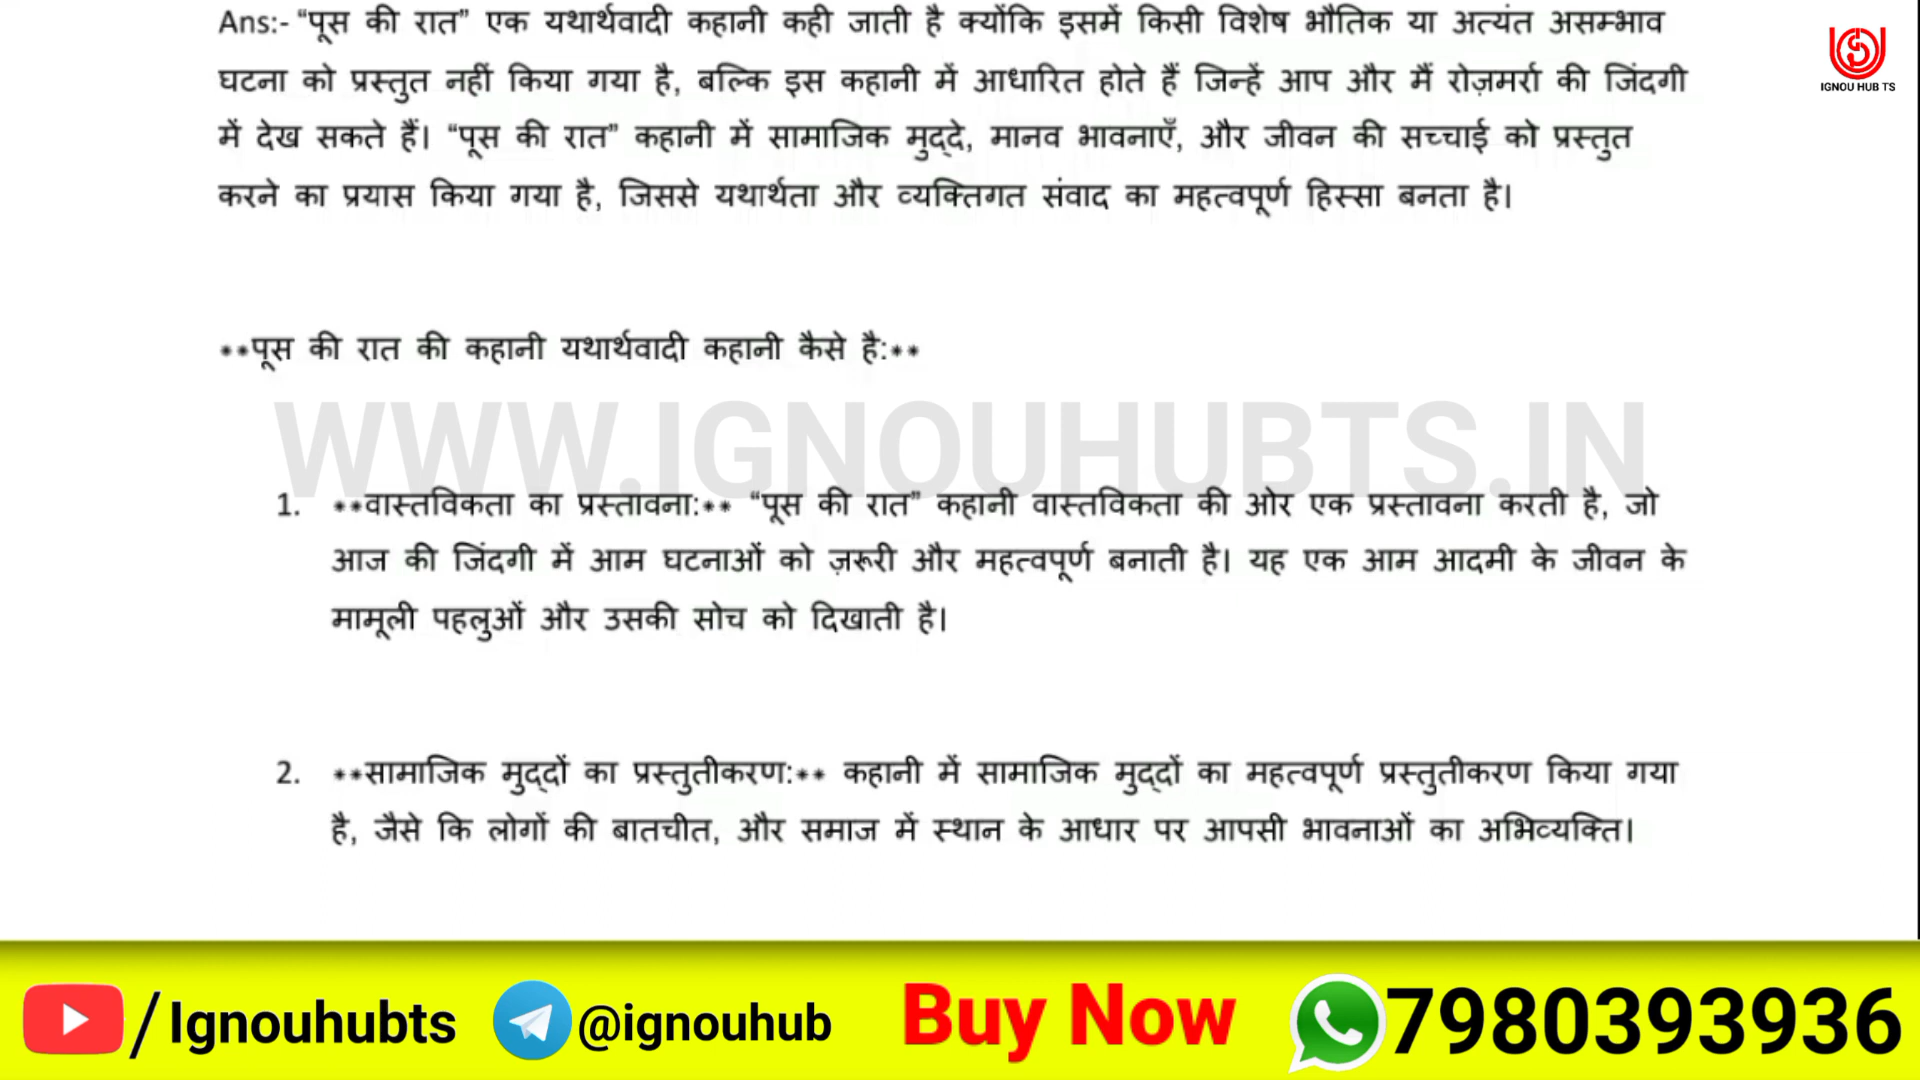 Ans:- “पूस की रात” एक यथार्थवादी कहानी कही जाती है क्योंकि इसमें किसी विशेष भौतिक या अत्यंत असम्भाव
घटना को प्रस्तुत नहीं किया गया है, बल्कि इस कहानी में आधारित होते हैं जिन्हें आप और मैं रोज़मर्रा की जिंदगी
में देख सकते हैं। “पूस की रात” कहानी में सामाजिक मुद्दे, मानव भावनाएँ, और जीवन की सच्चाई को प्रस्तुत
करने का प्रयास किया गया है, जिससे यथार्थता और व्यक्तिगत संवाद का महत्वपूर्ण हिस्सा बनता है।
IGNOU HUB TS
**पूस की रात की कहानी यथार्थवादी कहानी कैसे है:**
WWW.IGNOUHUBTS.IN
1. **वास्तविकता का प्रस्तावना:** “पूस की रात” कहानी वास्तविकता की ओर एक प्रस्तावना करती है, जो
आज की जिंदगी में आम घटनाओं को ज़रूरी और महत्वपूर्ण बनाती है। यह एक आम आदमी के जीवन के
मामूली पहलुओं और उसकी सोच को दिखाती है।
2. **सामाजिक मुद्दों का प्रस्तुतीकरण:** कहानी में सामाजिक मुद्दों का महत्वपूर्ण प्रस्तुतीकरण किया गया
है, जैसे कि लोगों की बातचीत, और समाज में स्थान के आधार पर आपसी भावनाओं का अभिव्यक्ति।
/Ignouhubts @ignouhub Buy Now 7980393936